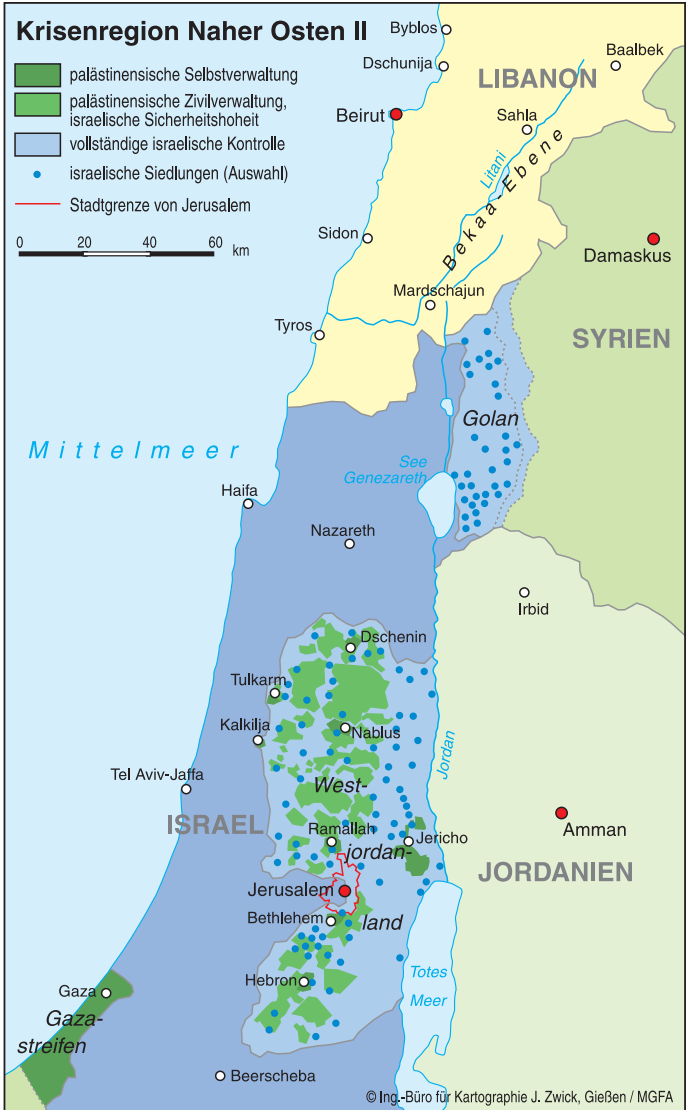 Krisenregion Naher Osten II
palästinensische Selbstverwaltung
palästinensische Zivilverwaltung,
israelische Sicherheitshoheit
vollständige israelische Kontrolle
israelische Siedlungen (Auswahl)
Stadtgrenze von Jerusalem
0 20 40 60 km
Byblos
Dschunija
Baalbek
LIBANON
Beirut
Sahla
Litani
Bekaa-Ebene
Sidon
Damaskus
Mardschajun
Tyros
SYRIEN
Golan
Mittelmeer
See
Genezareth
Haifa
Nazareth
Irbid
Dschenin
Tulkarm
Kalkilja
Nablus
Jordan
Tel Aviv-Jaffa
West-
ISRAEL
Ramallah
Jericho
Amman
jordan-
JORDANIEN
Jerusalem
Bethlehem
land
Totes
Meer
Hebron
Gaza
Gaza-
streifen
Beerscheba
© Ing.-Büro für Kartographie J. Zwick, Gießen / MGFA